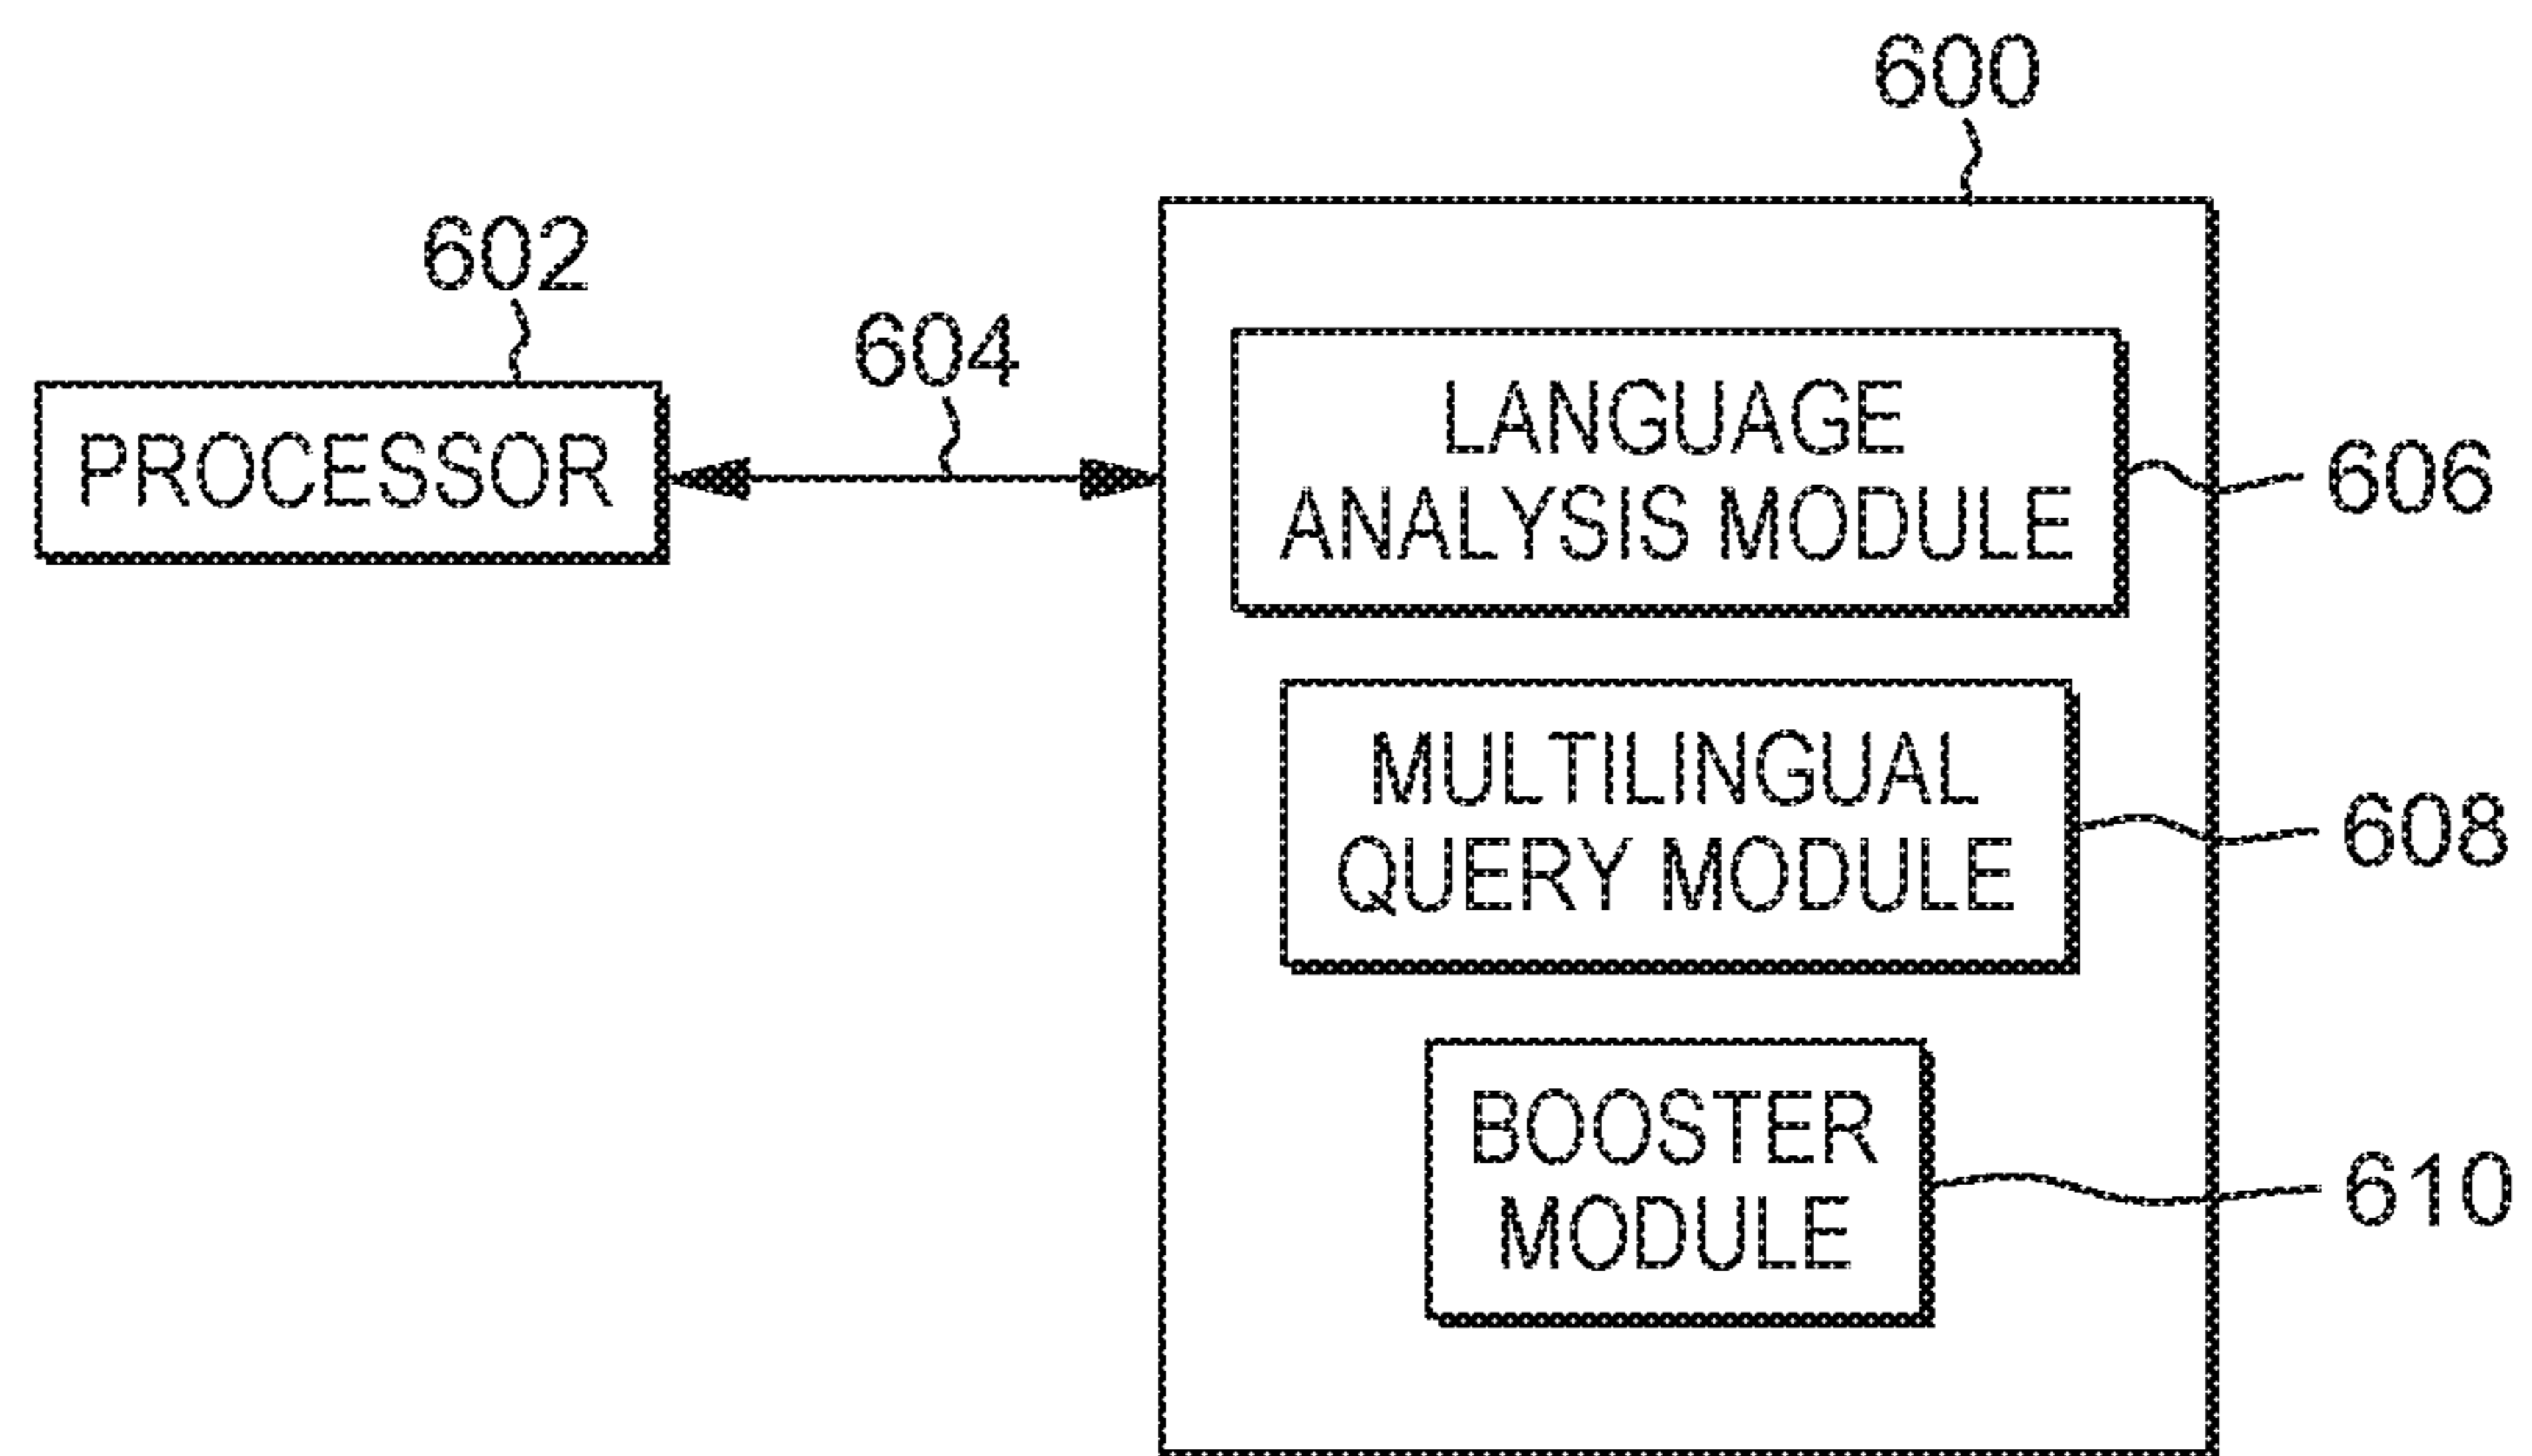 600
602
604
PROCESSOR
LANGUAGE
ANALYSIS MODULE
606
MULTILINGUAL
QUERY MODULE
608
BOOSTER
MODULE
610